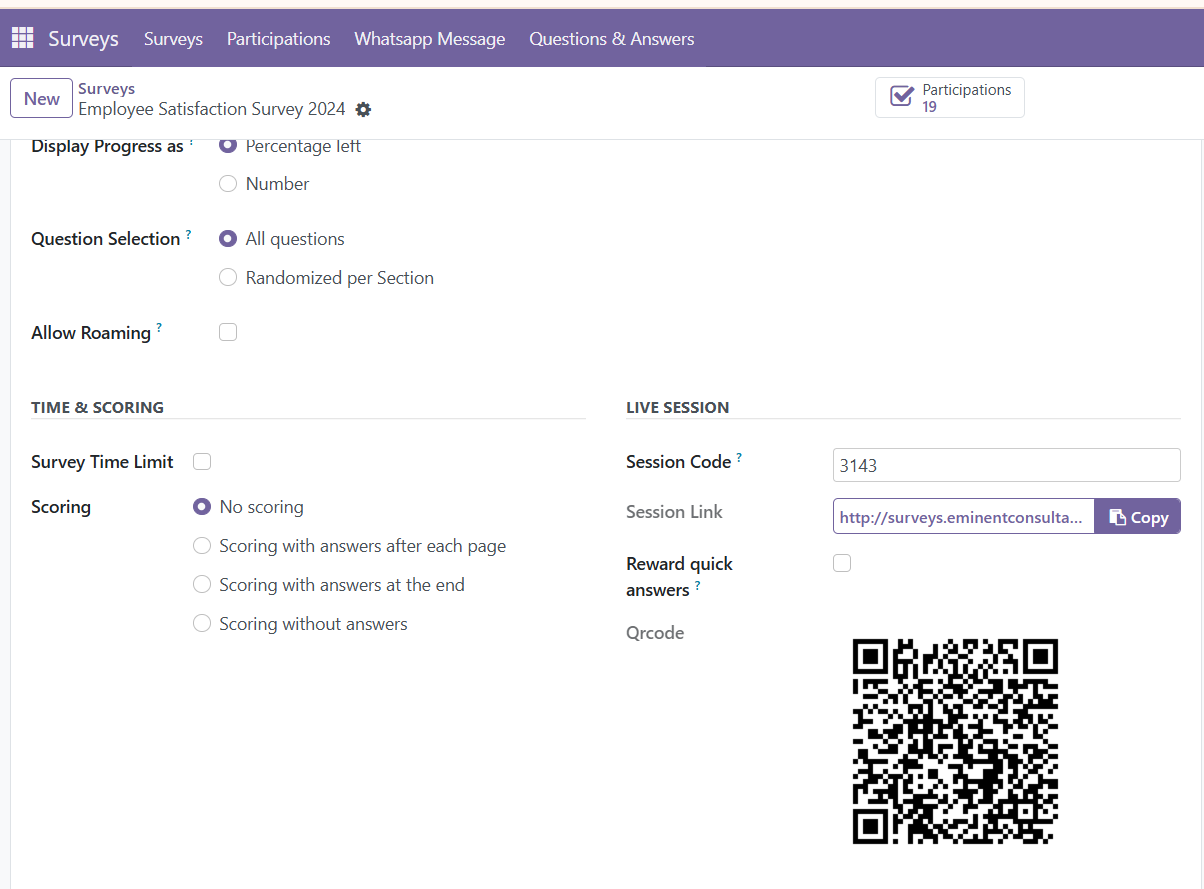 Surveys Surveys Participations Whatsapp Message Questions & Answers
New
Surveys
Employee Satisfaction Survey 2024
Participations
19
Display Progress as ? Percentage left
Number
Question Selection ? All questions
Randomized per Section
Allow Roaming ?
TIME & SCORING
Survey Time Limit
Scoring No scoring
Scoring with answers after each page
Scoring with answers at the end
Scoring without answers
LIVE SESSION
Session Code ? 3143
Session Link http://surveys.eminentconsulta... Copy
Reward quick
answers ?
Qrcode